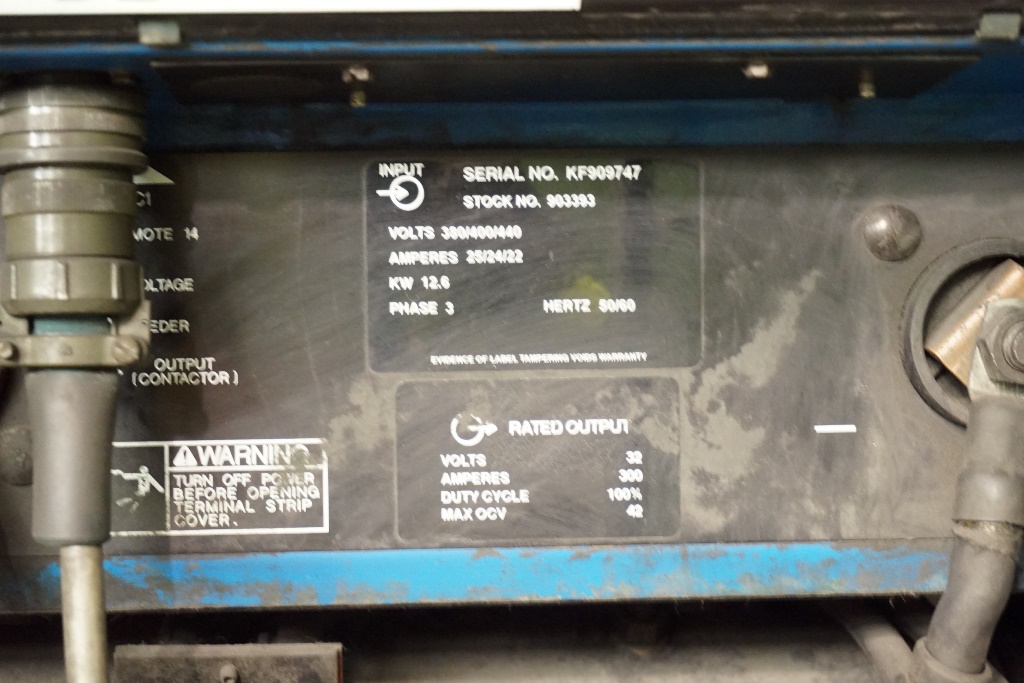 INPUT
SERIAL NO. KF909747
STOCK NO. 903393
VOLTS 380/400/440
AMPERES 25/24/22
KW 12.6
PHASE 3 HERTZ 50/60
EVIDENCE OF LABEL TAMPERING VOIDS WARRANTY
C1
MOTE 14
OLTAGE
EDER
OUTPUT
(CONTACTOR)
WARNING
TURN OFF POWER
BEFORE OPENING
TERMINAL STRIP
COVER.
RATED OUTPUT
VOLTS 32
AMPERES 300
DUTY CYCLE 100%
MAX OCV 42